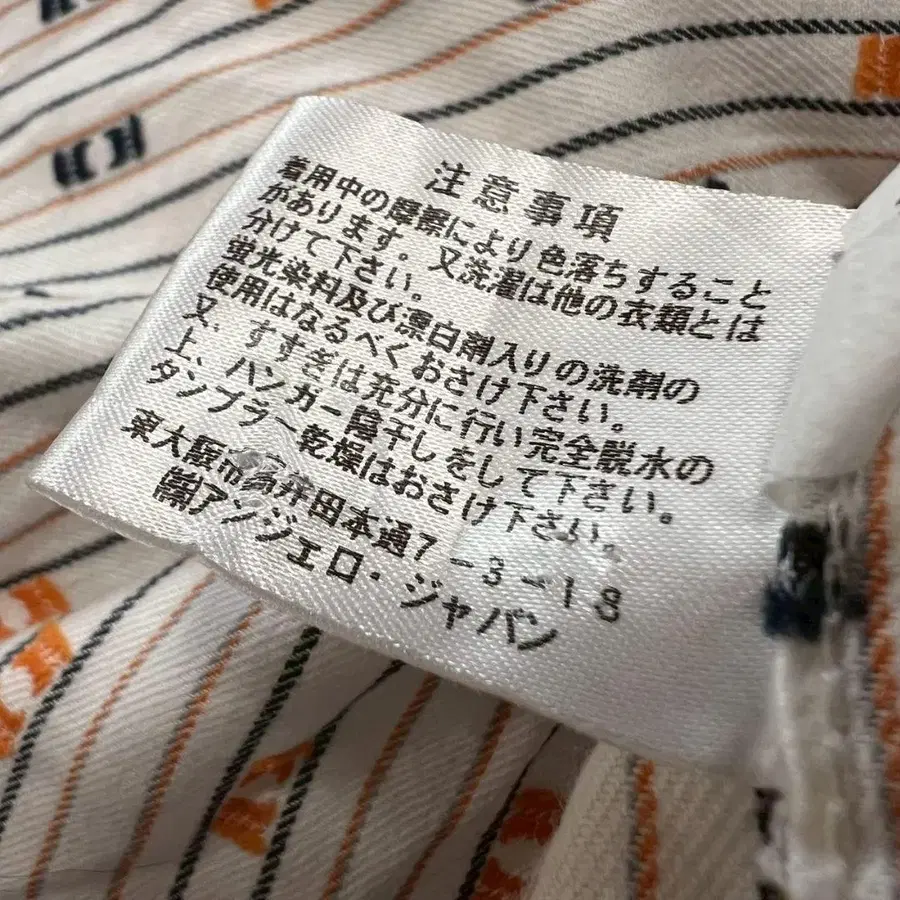 注意事項
着用中の摩擦により色落ちすること
があります。又洗濯は他の衣類とは
分けて下さい。
蛍光染料及び漂白剤入りの洗剤の
使用はなるべくおさけ下さい。
又、すすぎは充分に行い完全脱水の
上、ハンガー陰干しをして下さい。
タンブラー乾燥はおさけ下さい。
東大阪市高井田本通7-3-18
㈱アンジェロ・ジャパン